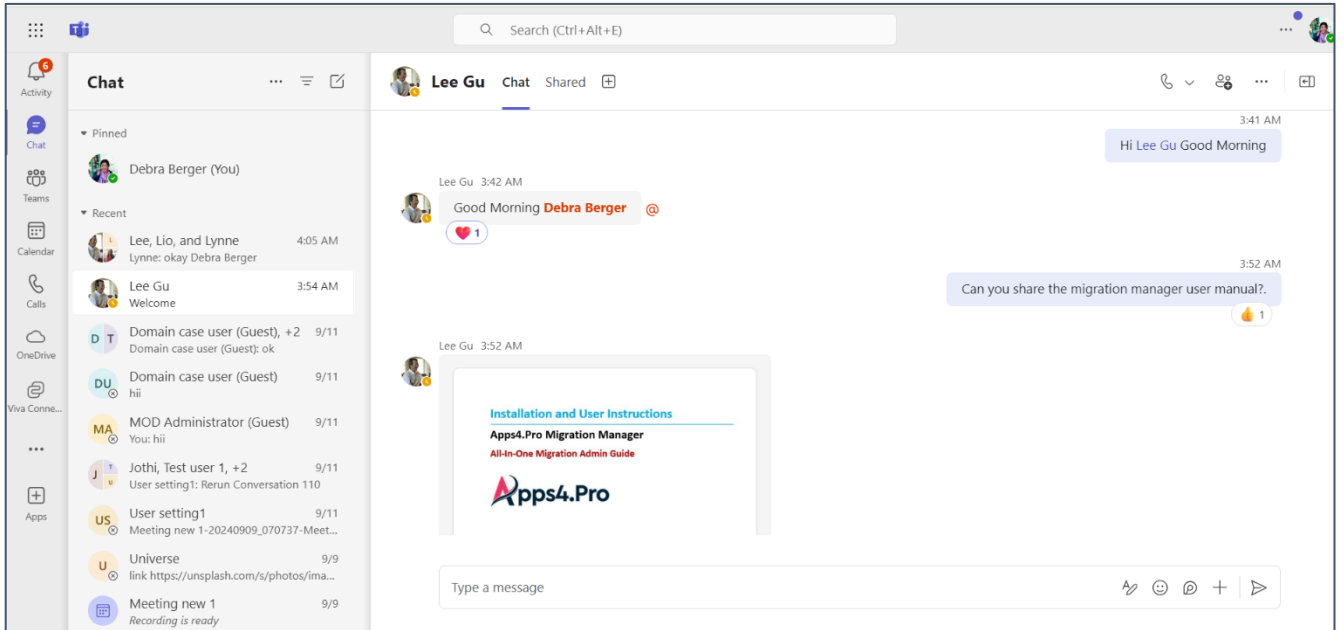 Search (Ctrl+Alt+E)
6
Activity
Chat
Teams
Calendar
Calls
OneDrive
Viva Conne...
Apps
Chat
Pinned
Debra Berger (You)
Recent
Lee, Lio, and Lynne 4:05 AM
Lynne: okay Debra Berger
Lee Gu 3:54 AM
Welcome
D T
Domain case user (Guest), +2 9/11
Domain case user (Guest): ok
DU
Domain case user (Guest) 9/11
hii
MA
MOD Administrator (Guest) 9/11
You: hii
J T U
Jothi, Test user 1, +2 9/11
User setting1: Rerun Conversation 110
US
User setting1 9/11
Meeting new 1-20240909_070737-Meet...
U
Universe 9/9
link https://unsplash.com/s/photos/ima...
Meeting new 1 9/9
Recording is ready
Lee Gu Chat Shared
3:41 AM
Hi Lee Gu Good Morning
Lee Gu 3:42 AM
Good Morning Debra Berger @
1
3:52 AM
Can you share the migration manager user manual?.
1
Lee Gu 3:52 AM
Installation and User Instructions
Apps4.Pro Migration Manager
All-In-One Migration Admin Guide
Apps4.Pro
Type a message